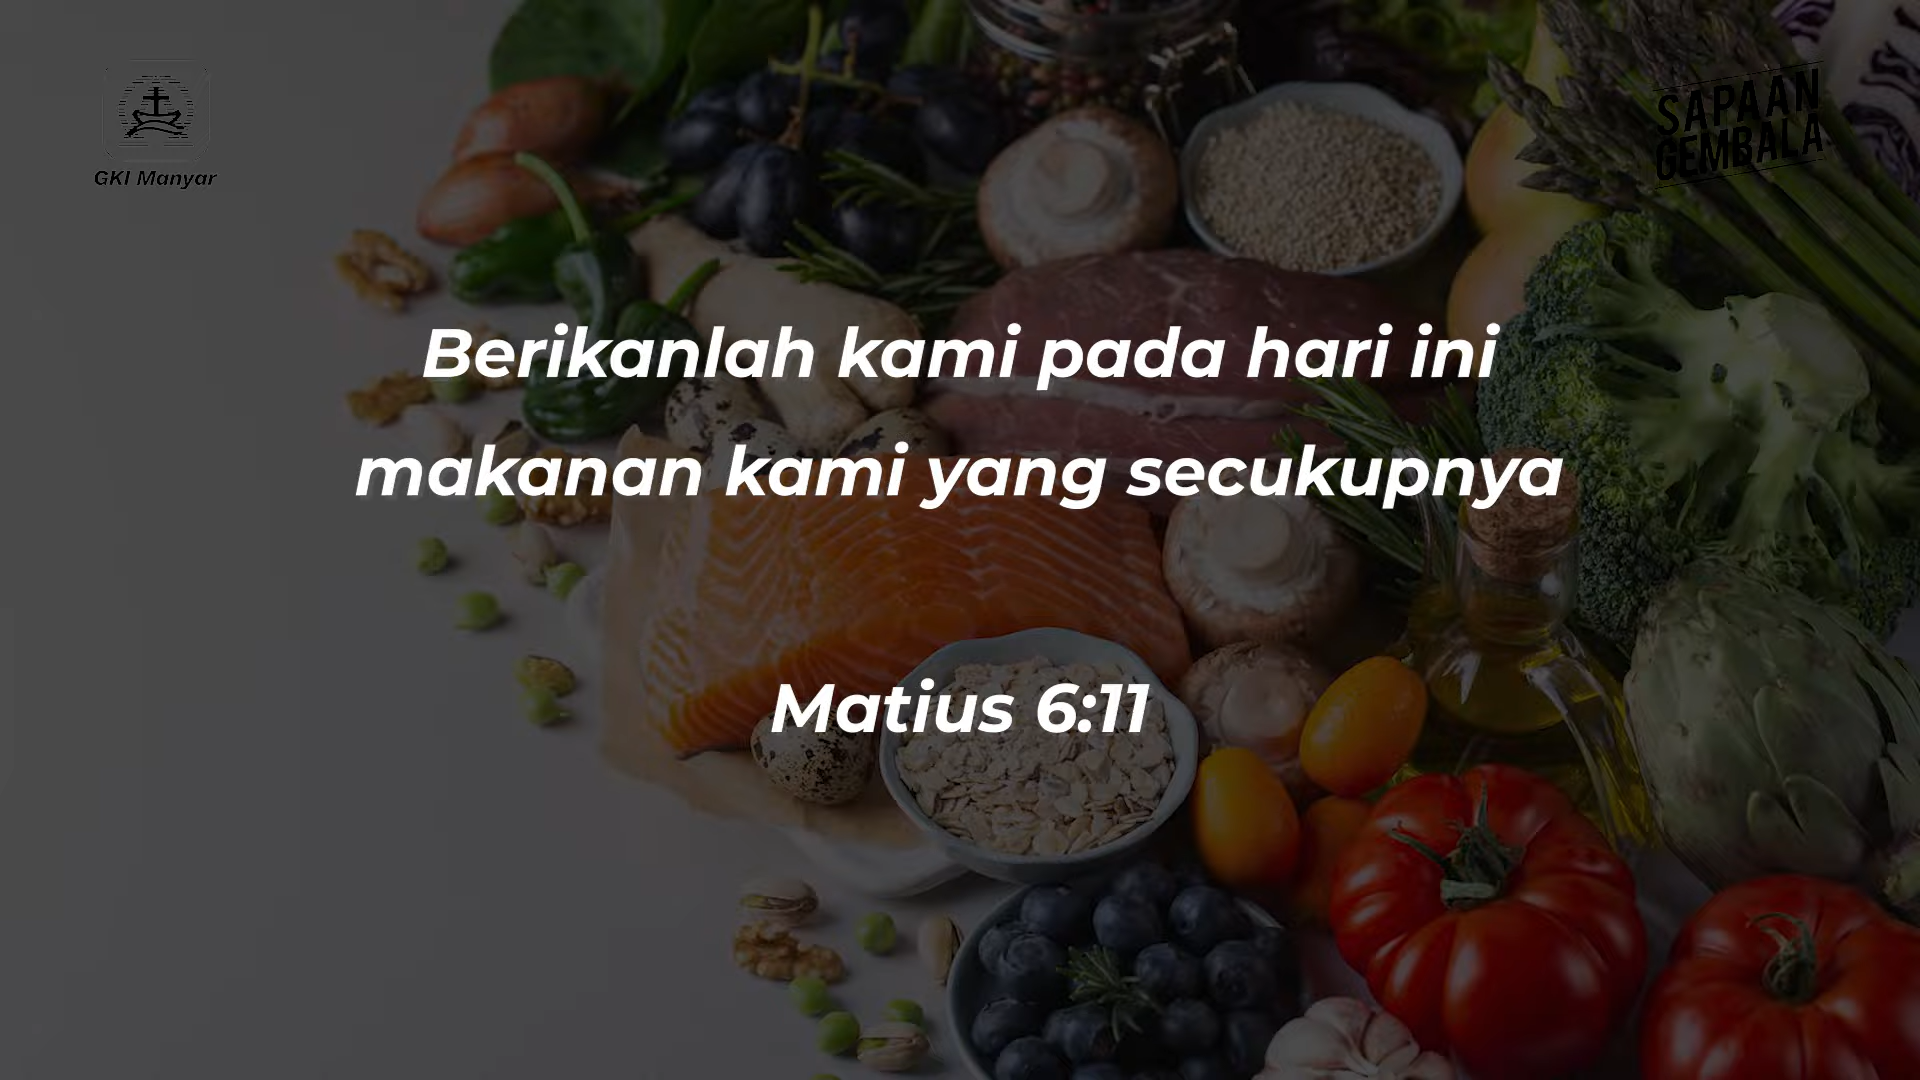 GKI Manyar
SAPAAN
GEMBALA
Berikanlah kami pada hari ini
makanan kami yang secukupnya
Matius 6:11